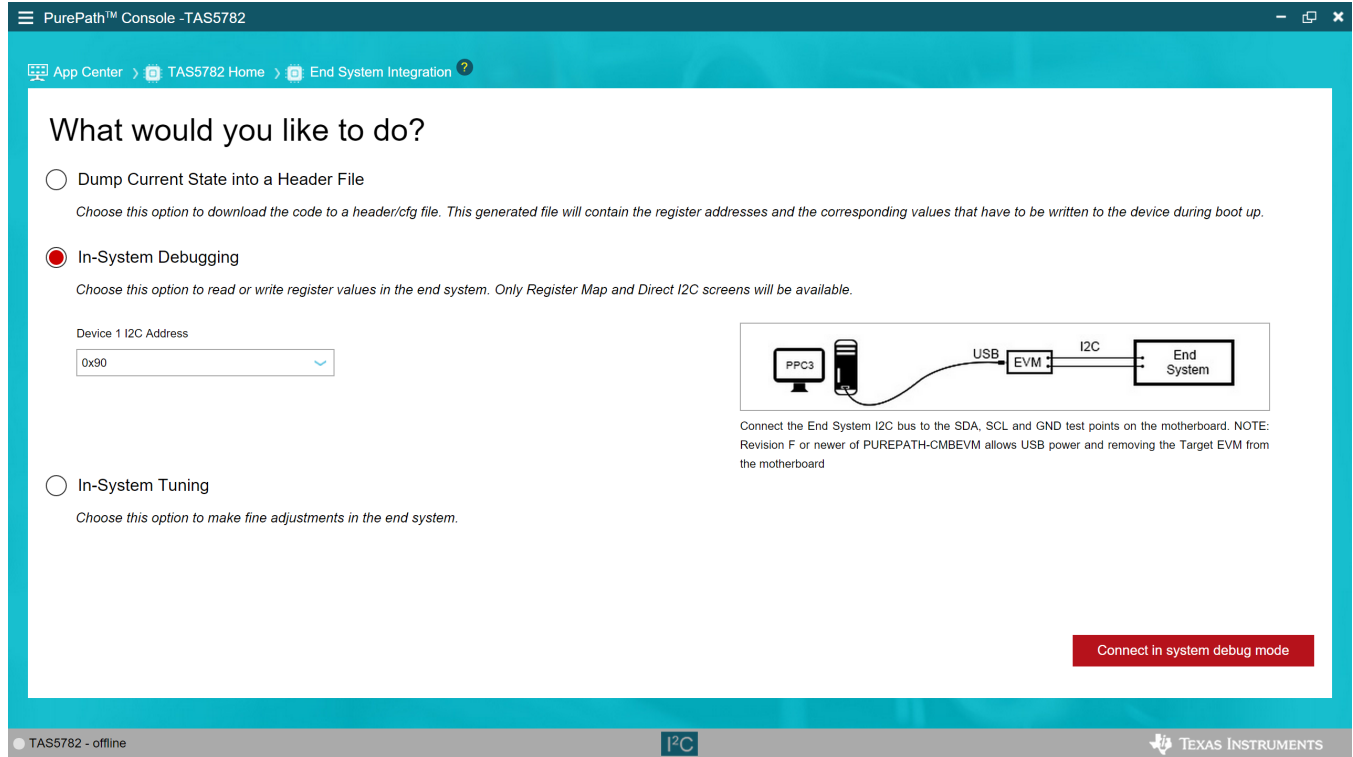 PurePath™ Console -TAS5782
App Center
TAS5782 Home
End System Integration
?
What would you like to do?
Dump Current State into a Header File
Choose this option to download the code to a header/cfg file. This generated file will contain the register addresses and the corresponding values that have to be written to the device during boot up.
In-System Debugging
Choose this option to read or write register values in the end system. Only Register Map and Direct I2C screens will be available.
Device 1 I2C Address
0x90
PPC3
USB
EVM
I2C
End
System
Connect the End System I2C bus to the SDA, SCL and GND test points on the motherboard. NOTE:
Revision F or newer of PUREPATH-CMBEVM allows USB power and removing the Target EVM from
the motherboard
In-System Tuning
Choose this option to make fine adjustments in the end system.
Connect in system debug mode
TAS5782 - offline
I²C
TEXAS INSTRUMENTS